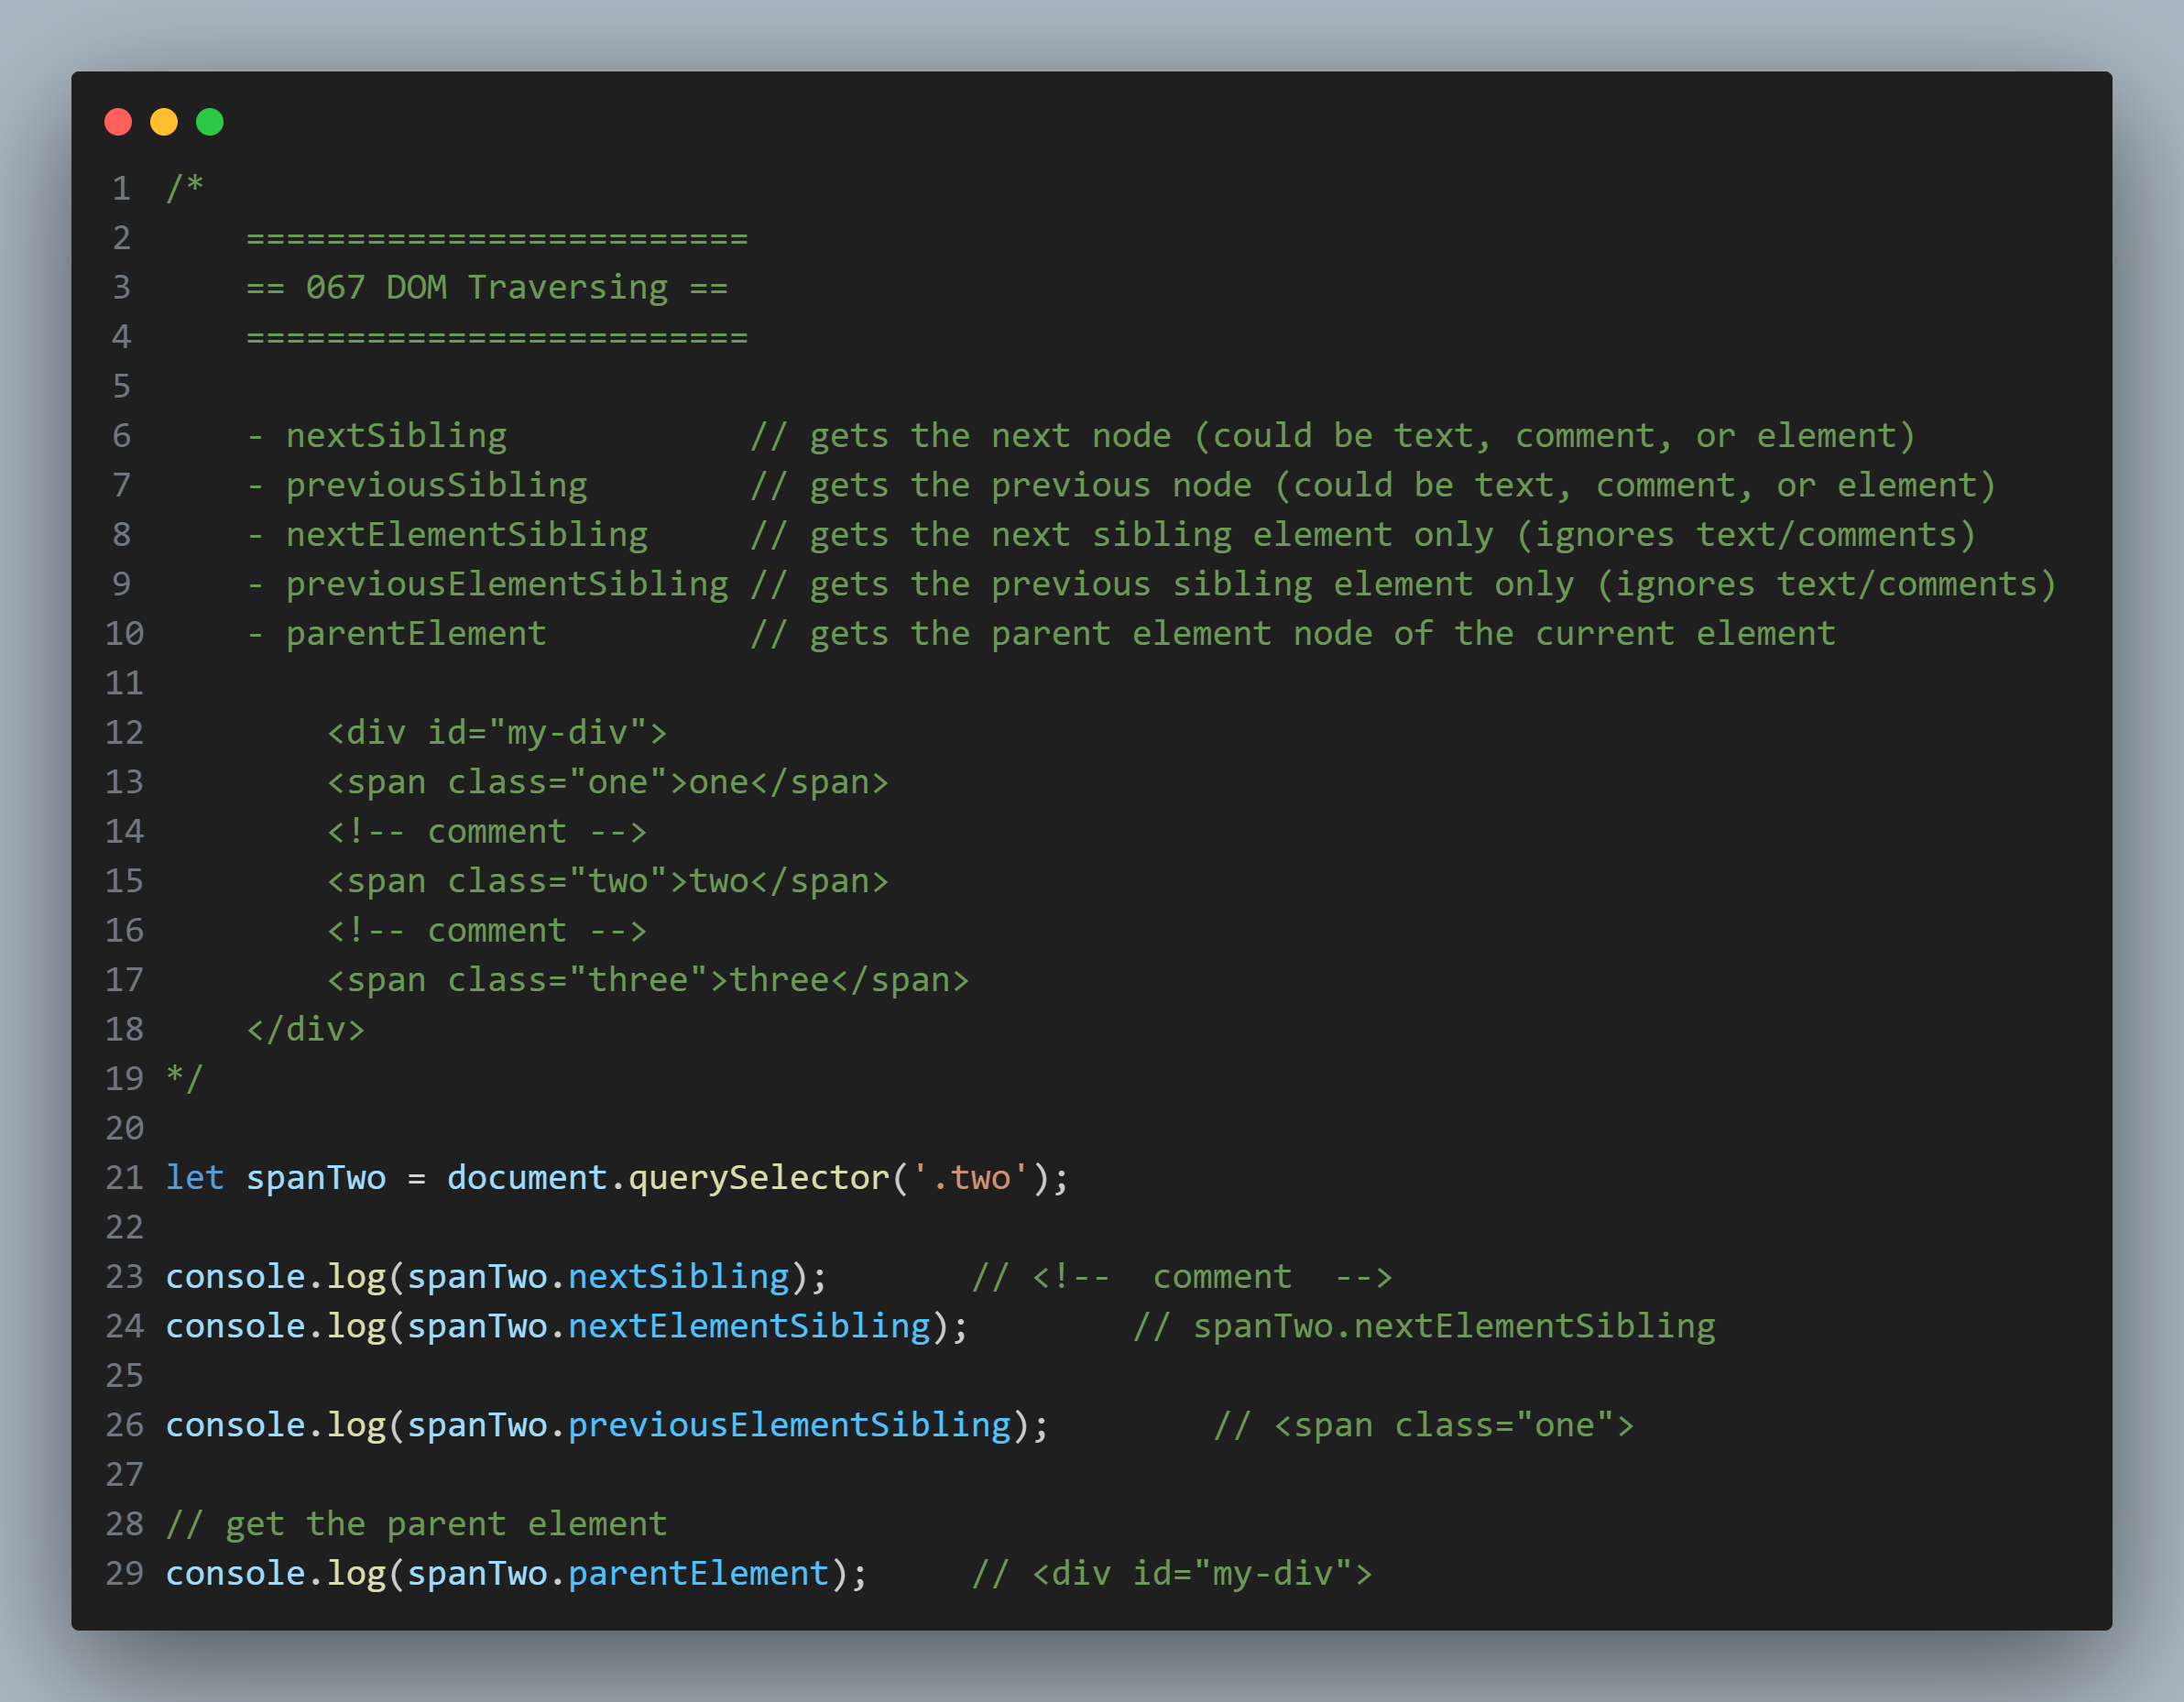 1 /*
2     =========================
3     == 067 DOM Traversing ==
4     =========================
5
6     - nextSibling            // gets the next node (could be text, comment, or element)
7     - previousSibling        // gets the previous node (could be text, comment, or element)
8     - nextElementSibling     // gets the next sibling element only (ignores text/comments)
9     - previousElementSibling // gets the previous sibling element only (ignores text/comments)
10     - parentElement          // gets the parent element node of the current element
11
12         <div id="my-div">
13         <span class="one">one</span>
14         <!-- comment -->
15         <span class="two">two</span>
16         <!-- comment -->
17         <span class="three">three</span>
18     </div>
19 */
20
21 let spanTwo = document.querySelector('.two');
22
23 console.log(spanTwo.nextSibling);       // <!--  comment  -->
24 console.log(spanTwo.nextElementSibling);        // spanTwo.nextElementSibling
25
26 console.log(spanTwo.previousElementSibling);        // <span class="one">
27
28 // get the parent element
29 console.log(spanTwo.parentElement);     // <div id="my-div">